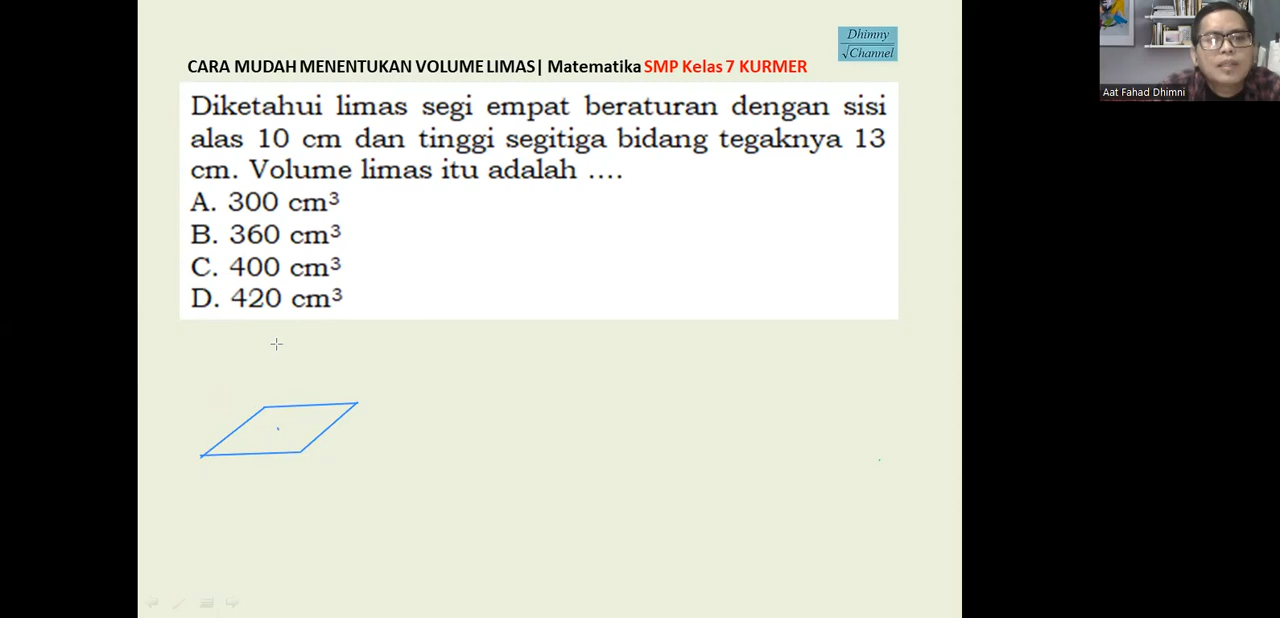 Dhimny
√Channel
CARA MUDAH MENENTUKAN VOLUME LIMAS| Matematika SMP Kelas 7 KURMER
Diketahui limas segi empat beraturan dengan sisi
alas 10 cm dan tinggi segitiga bidang tegaknya 13
cm. Volume limas itu adalah ....
A. 300 cm³
B. 360 cm³
C. 400 cm³
D. 420 cm³
Aat Fahad Dhimni